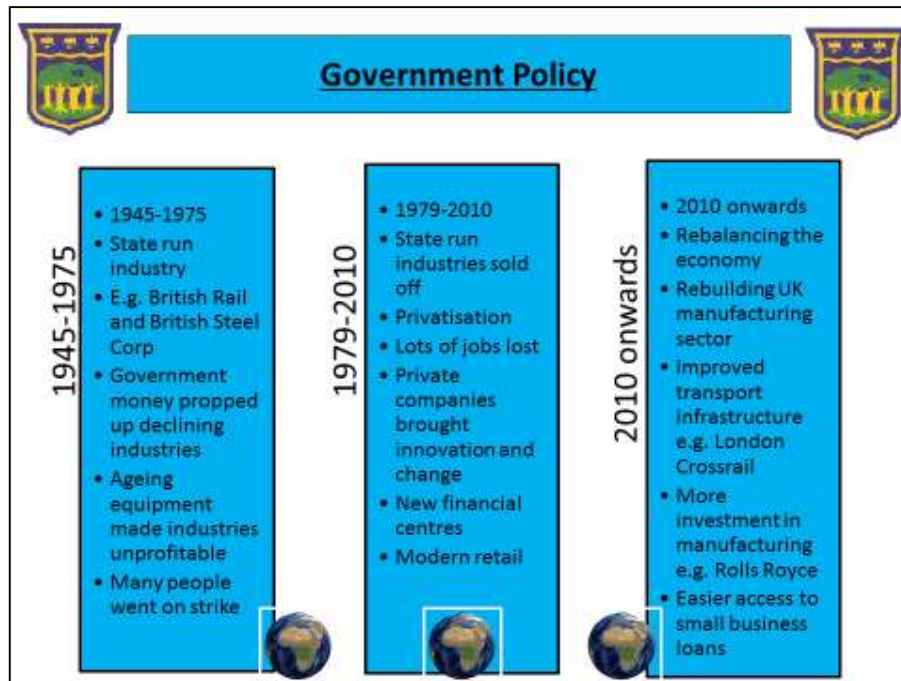 Government Policy
1945-1975
• 1945-1975
• State run
industry
• E.g. British Rail
and British Steel
Corp
• Government
money propped
up declining
industries
• Ageing
equipment
made industries
unprofitable
• Many people
went on strike
1979-2010
• 1979-2010
• State run
industries sold
off
• Privatisation
• Lots of jobs lost
• Private
companies
brought
innovation and
change
• New financial
centres
• Modern retail
2010 onwards
• 2010 onwards
• Rebalancing the
economy
• Rebuilding UK
manufacturing
sector
• Improved
transport
infrastructure
e.g. London
Crossrail
• More
investment in
manufacturing
e.g. Rolls Royce
• Easier access to
small business
loans